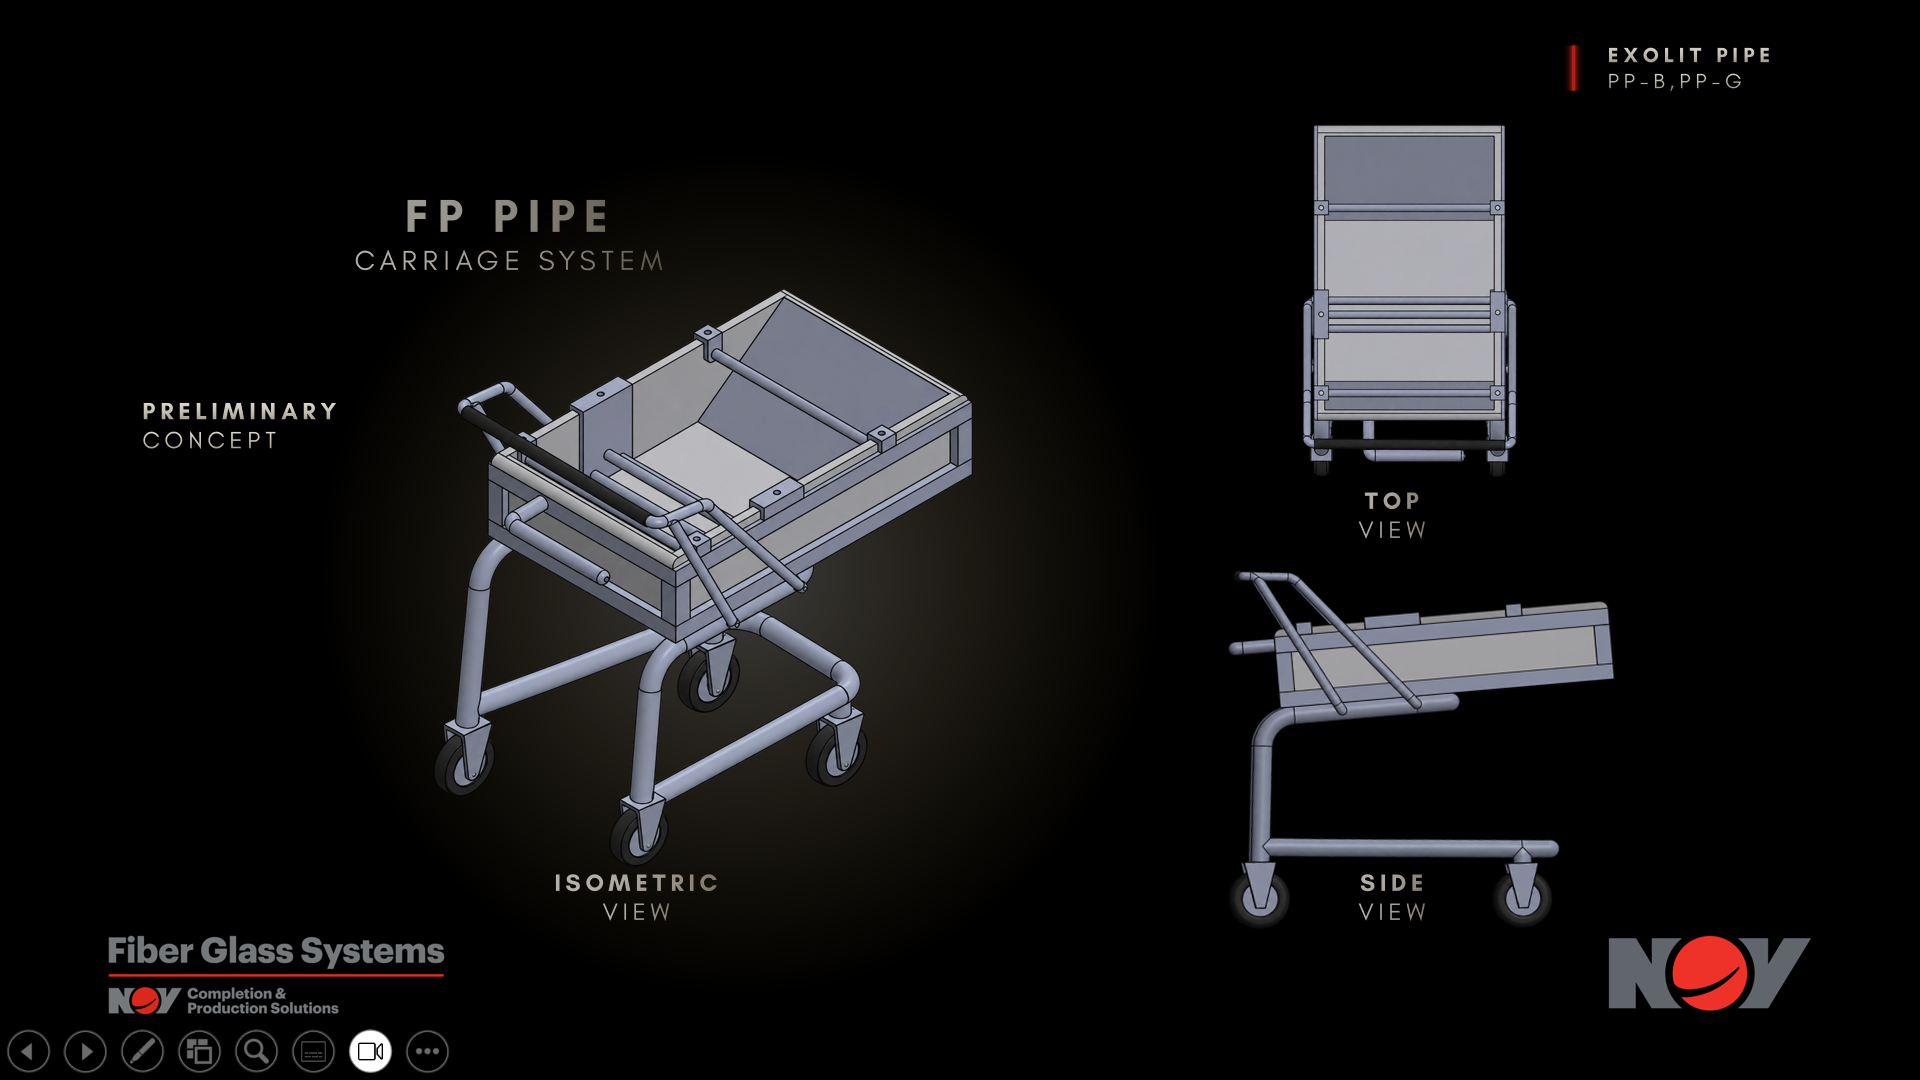 EXOLIT PIPE
PP-B,PP-G
FP PIPE
CARRIAGE SYSTEM
PRELIMINARY
CONCEPT
TOP
VIEW
ISOMETRIC
VIEW
SIDE
VIEW
Fiber Glass Systems
NOV Completion &
Production Solutions
NOV